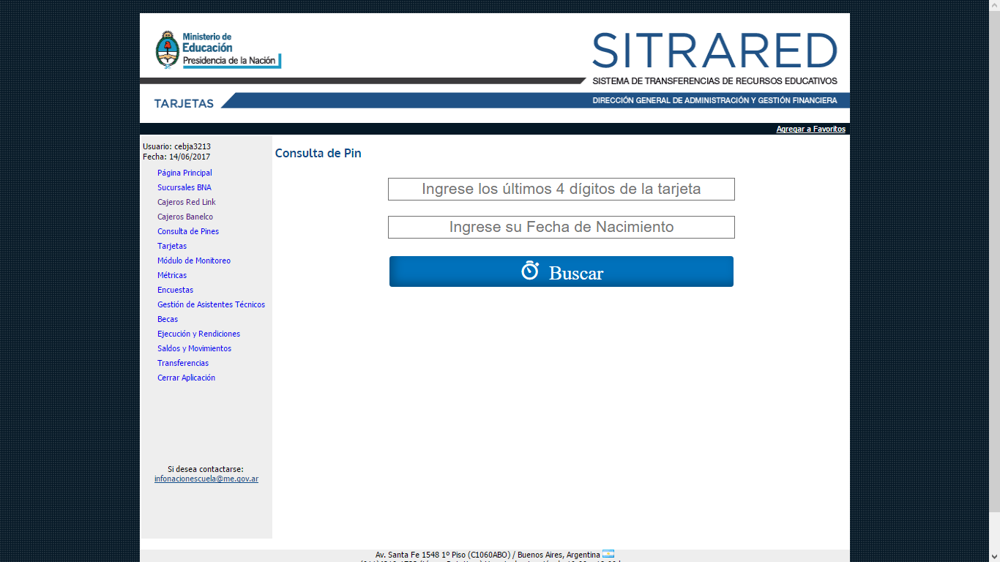 Ministerio de
Educación
Presidencia de la Nación
SITRARED
SISTEMA DE TRANSFERENCIAS DE RECURSOS EDUCATIVOS
TARJETAS
DIRECCIÓN GENERAL DE ADMINISTRACIÓN Y GESTIÓN FINANCIERA
Agregar a Favoritos
Usuario: cebja3213
Fecha: 14/06/2017
Página Principal
Sucursales BNA
Cajeros Red Link
Cajeros Banelco
Consulta de Pines
Tarjetas
Módulo de Monitoreo
Métricas
Encuestas
Gestión de Asistentes Técnicos
Becas
Ejecución y Rendiciones
Saldos y Movimientos
Transferencias
Cerrar Aplicación
Si desea contactarse:
infonacionescuela@me.gov.ar
Consulta de Pin
Ingrese los últimos 4 dígitos de la tarjeta
Ingrese su Fecha de Nacimiento
Buscar
Av. Santa Fe 1548 1º Piso (C1060ABO) / Buenos Aires, Argentina